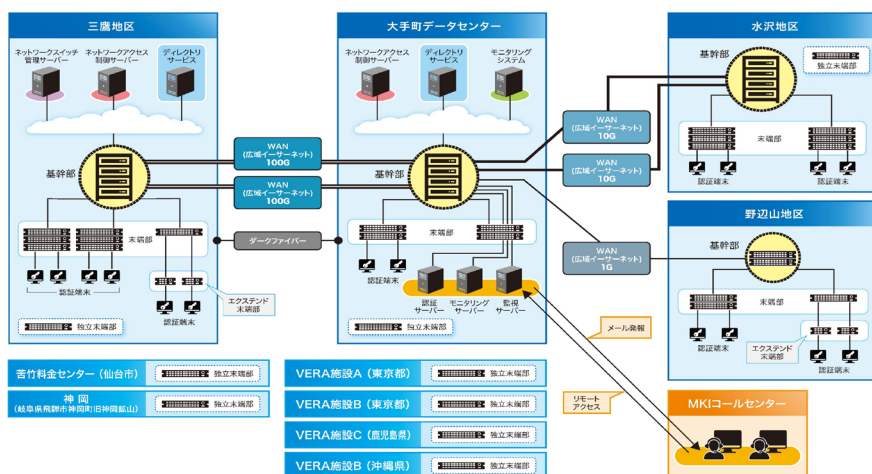 三鷹地区
ネットワークスイッチ
管理サーバー
ネットワークアクセス
制御サーバー
ディレクトリ
サービス
基幹部
末端部
認証端末
認証端末
エクステンド
末端部
独立末端部
WAN
(広域イーサーネット)
100G
WAN
(広域イーサーネット)
100G
ダークファイバー
大手町データセンター
ネットワークアクセス
制御サーバー
ディレクトリ
サービス
モニタリング
システム
基幹部
末端部
認証端末
認証
サーバー
モニタリング
サーバー
監視
サーバー
独立末端部
WAN
(広域イーサーネット)
10G
WAN
(広域イーサーネット)
10G
WAN
(広域イーサーネット)
1G
水沢地区
基幹部
独立末端部
末端部
認証端末
認証端末
野辺山地区
基幹部
末端部
認証端末
エクステンド
末端部
認証端末
メール発報
リモート
アクセス
MKIコールセンター
苦竹料金センター(仙台市)
独立末端部
神岡
(岐阜県飛騨市神岡町旧神岡鉱山)
独立末端部
VERA施設A(東京都)
独立末端部
VERA施設B(東京都)
独立末端部
VERA施設C(鹿児島県)
独立末端部
VERA施設B(沖縄県)
独立末端部